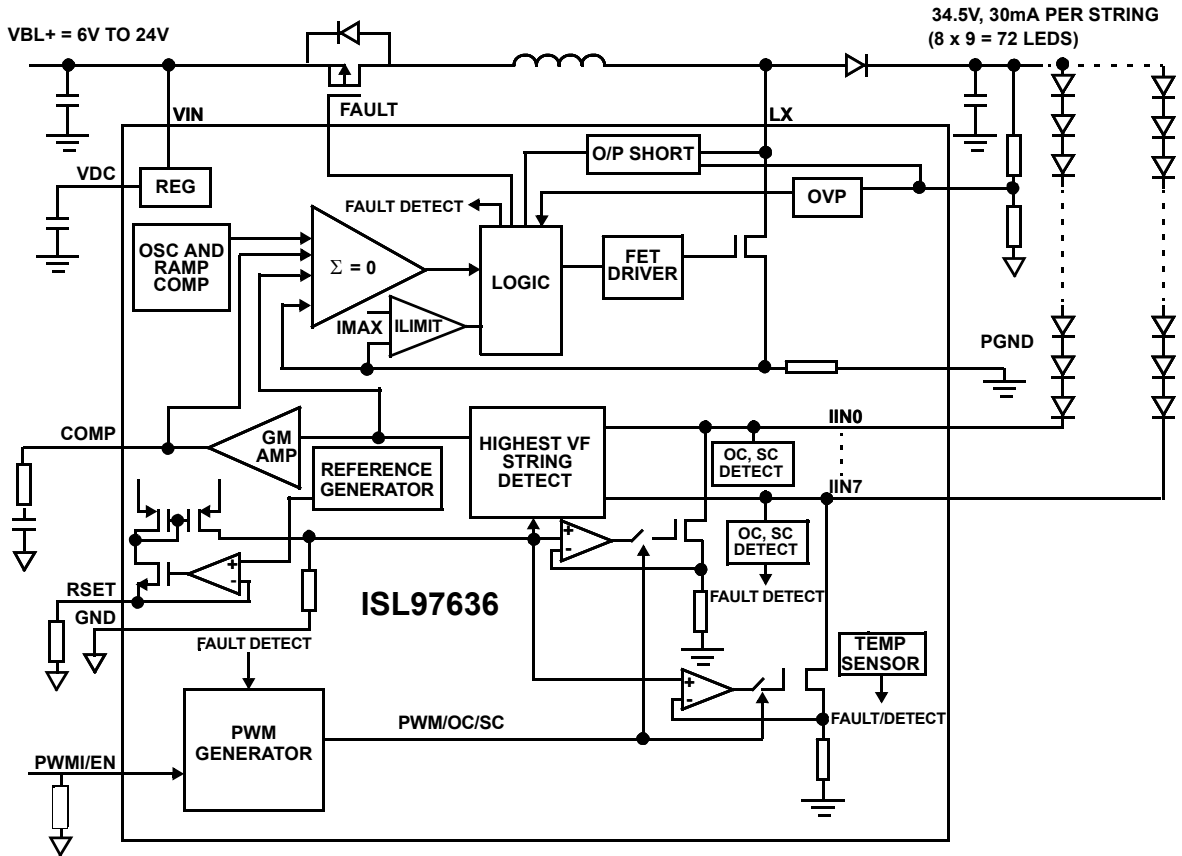 VBL+ = 6V TO 24V
34.5V, 30mA PER STRING
(8 x 9 = 72 LEDS)
FAULT
VIN
LX
O/P SHORT
VDC
REG
OVP
FAULT DETECT
OSC AND
RAMP
COMP
Σ = 0
LOGIC
FET
DRIVER
IMAX
ILIMIT
PGND
COMP
GM
AMP
HIGHEST VF
STRING
DETECT
IIN0
OC, SC
DETECT
REFERENCE
GENERATOR
IIN7
+
-
OC, SC
DETECT
+
-
RSET
FAULT DETECT
GND
ISL97636
FAULT DETECT
TEMP
SENSOR
+
-
FAULT/DETECT
PWM/OC/SC
PWM
GENERATOR
PWMI/EN